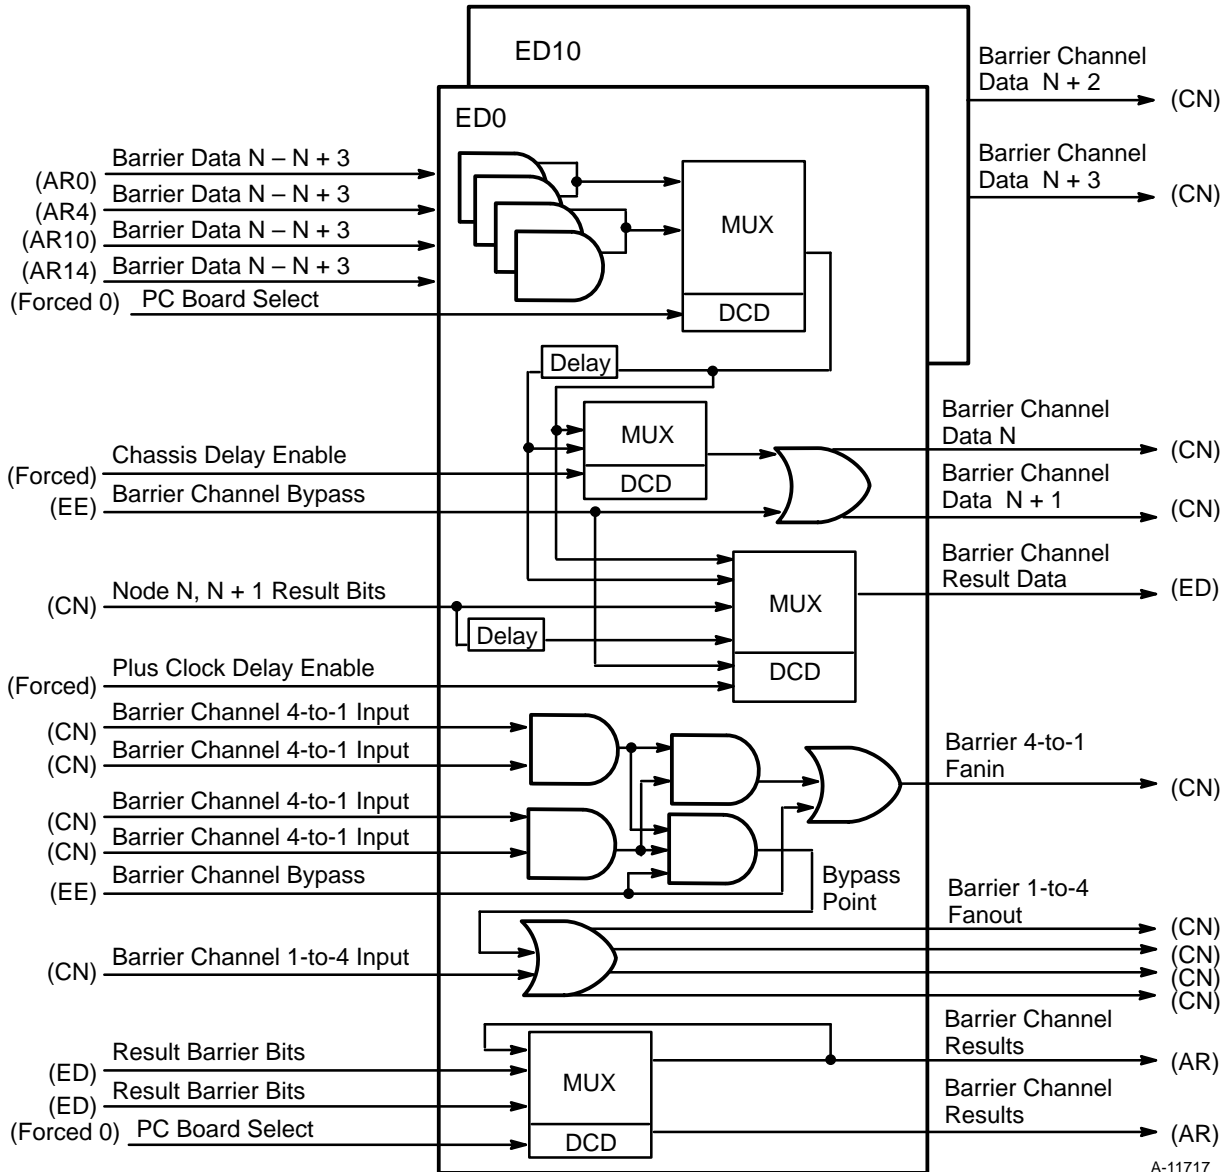 ED10
Barrier Channel
Data N + 2
(CN)
ED0
Barrier Channel
Data N + 3
(CN)
(AR0) Barrier Data N – N + 3
(AR4) Barrier Data N – N + 3
(AR10) Barrier Data N – N + 3
(AR14) Barrier Data N – N + 3
(Forced 0) PC Board Select
MUX
DCD
Delay
MUX
DCD
Barrier Channel
Data N
(CN)
Barrier Channel
Data N + 1
(CN)
(Forced) Chassis Delay Enable
(EE) Barrier Channel Bypass
Barrier Channel
Result Data
(ED)
(CN) Node N, N + 1 Result Bits
Delay
MUX
DCD
(Forced) Plus Clock Delay Enable
(CN) Barrier Channel 4-to-1 Input
(CN) Barrier Channel 4-to-1 Input
(CN) Barrier Channel 4-to-1 Input
(CN) Barrier Channel 4-to-1 Input
(EE) Barrier Channel Bypass
Barrier 4-to-1
Fanin
(CN)
Bypass
Point
Barrier 1-to-4
Fanout
(CN)
(CN)
(CN)
(CN)
(CN) Barrier Channel 1-to-4 Input
Barrier Channel
Results
(AR)
(ED) Result Barrier Bits
(ED) Result Barrier Bits
(Forced 0) PC Board Select
MUX
DCD
Barrier Channel
Results
(AR)
A-11717